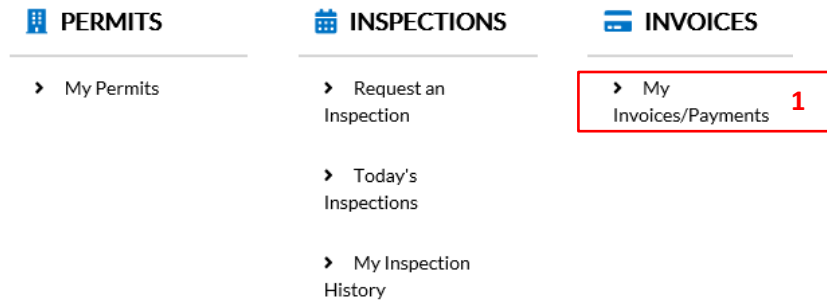 PERMITS
My Permits
INSPECTIONS
Request an
Inspection
Today's
Inspections
My Inspection
History
INVOICES
My
Invoices/Payments
1